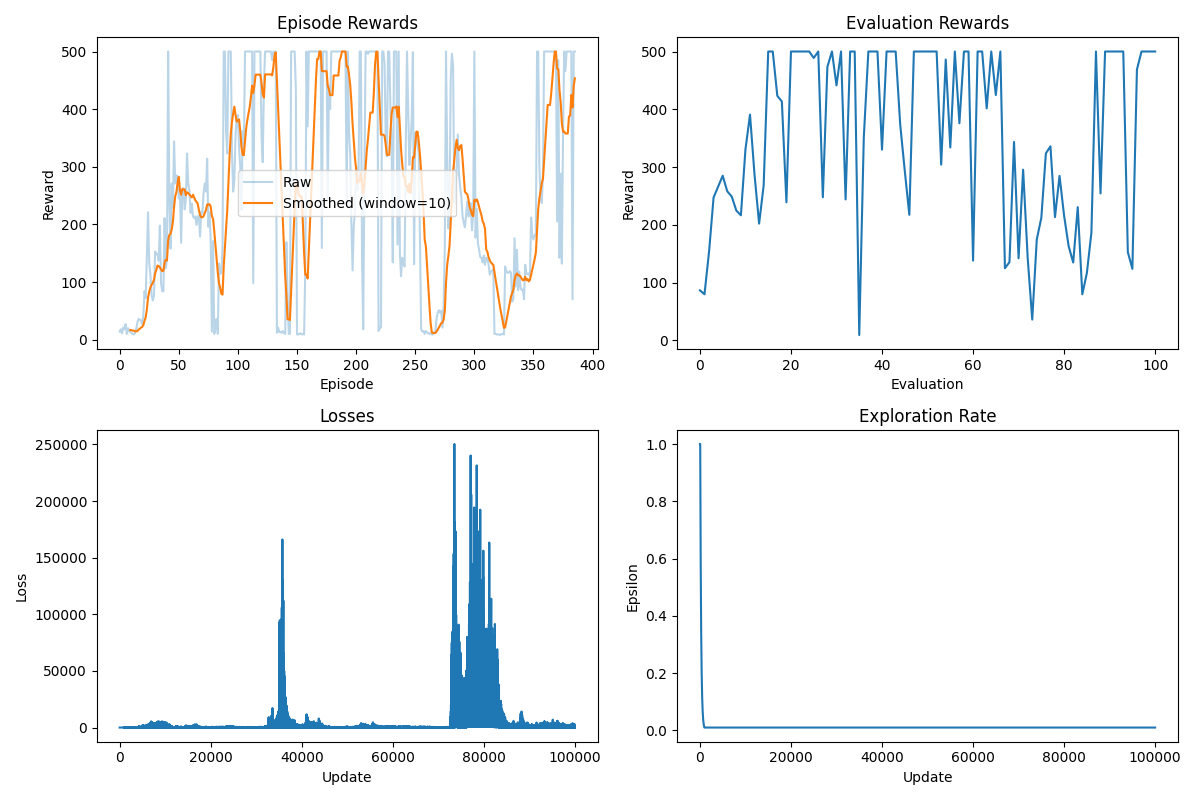 Episode Rewards
Reward
500
400
300
200
100
0
Raw
Smoothed (window=10)
0 50 100 150 200 250 300 350 400
Episode
Evaluation Rewards
Reward
500
400
300
200
100
0
0 20 40 60 80 100
Evaluation
Losses
Loss
250000
200000
150000
100000
50000
0
0 20000 40000 60000 80000 100000
Update
Exploration Rate
Epsilon
1.0
0.8
0.6
0.4
0.2
0.0
0 20000 40000 60000 80000 100000
Update